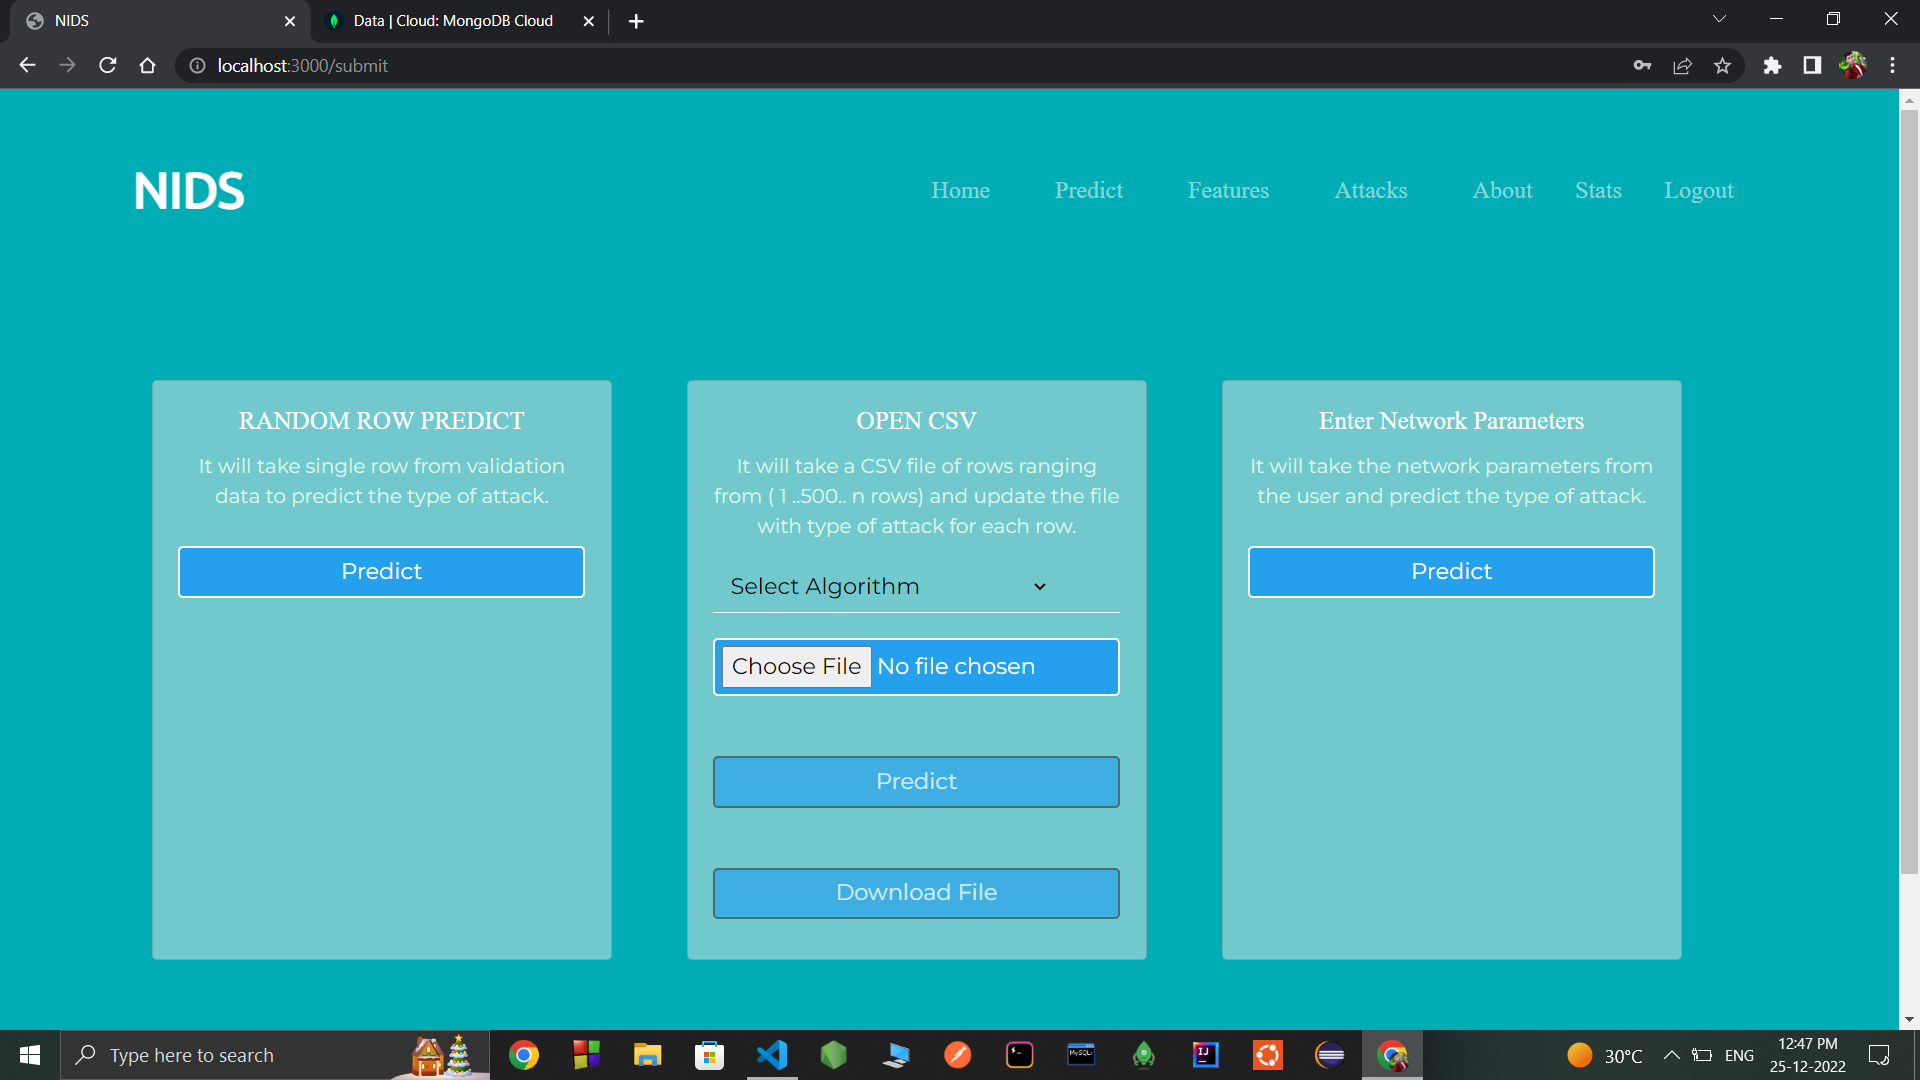 NIDS
Data | Cloud: MongoDB Cloud
localhost:3000/submit
NIDS
Home Predict Features Attacks About Stats Logout
RANDOM ROW PREDICT
It will take single row from validation
data to predict the type of attack.
Predict
OPEN CSV
It will take a CSV file of rows ranging
from ( 1 ..500.. n rows) and update the file
with type of attack for each row.
Select Algorithm
Choose File No file chosen
Predict
Download File
Enter Network Parameters
It will take the network parameters from
the user and predict the type of attack.
Predict
Type here to search
30°C
ENG
12:47 PM
25-12-2022